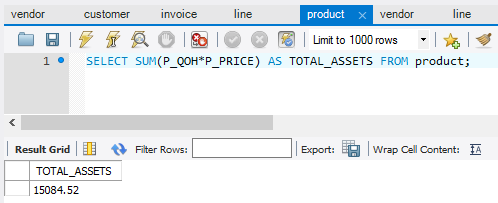 vendor customer invoice line product vendor line
Limit to 1000 rows
1 SELECT SUM(P_QOH*P_PRICE) AS TOTAL_ASSETS FROM product;
Result Grid Filter Rows: Export: Wrap Cell Content: IA
TOTAL_ASSETS
15084.52